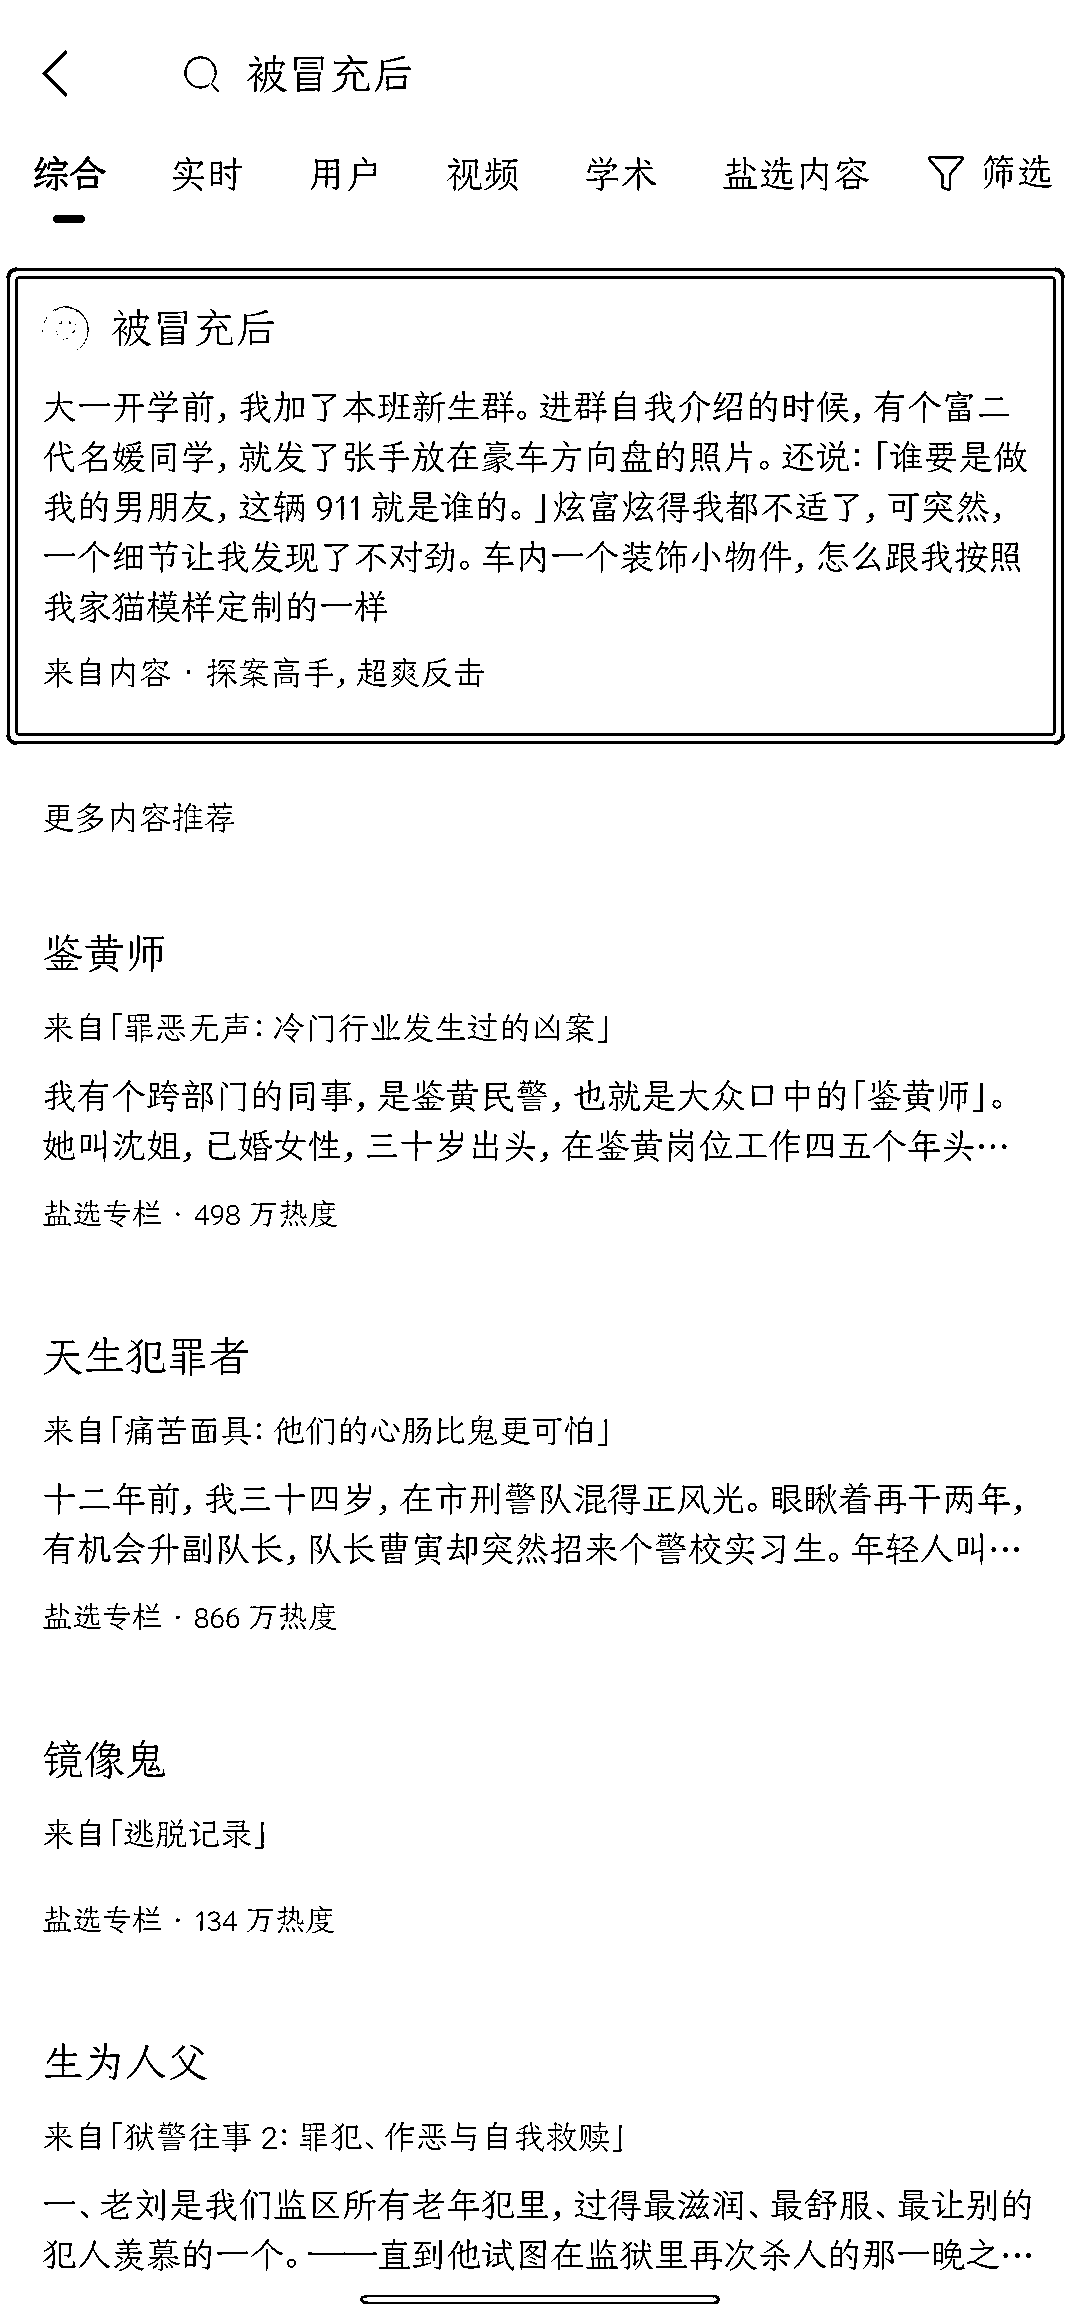 被冒充后
综合 实时 用户 视频 学术 盐选内容 筛选
被冒充后
大一开学前, 我加了本班新生群。进群自我介绍的时候, 有个富二
代名媛同学, 就发了张手放在豪车方向盘的照片。还说:「谁要是做
我的男朋友, 这辆 911 就是谁的。」炫富炫得我都不适了, 可突然,
一个细节让我发现了不对劲。车内一个装饰小物件, 怎么跟我按照
我家猫模样定制的一样
来自内容 · 探案高手, 超爽反击
更多内容推荐
鉴黄师
来自「罪恶无声: 冷门行业发生过的凶案」
我有个跨部门的同事, 是鉴黄民警, 也就是大众口中的「鉴黄师」。
她叫沈姐, 已婚女性, 三十岁出头, 在鉴黄岗位工作四五个年头…
盐选专栏 · 498 万热度
天生犯罪者
来自「痛苦面具: 他们的心肠比鬼更可怕」
十二年前, 我三十四岁, 在市刑警队混得正风光。眼瞅着再干两年,
有机会升副队长, 队长曹寅却突然招来个警校实习生。年轻人叫…
盐选专栏 · 866 万热度
镜像鬼
来自「逃脱记录」
盐选专栏 · 134 万热度
生为人父
来自「狱警往事 2: 罪犯、作恶与自我救赎」
一、老刘是我们监区所有老年犯里, 过得最滋润、最舒服、最让别的
犯人羡慕的一个。——直到他试图在监狱里再次杀人的那一晚之…